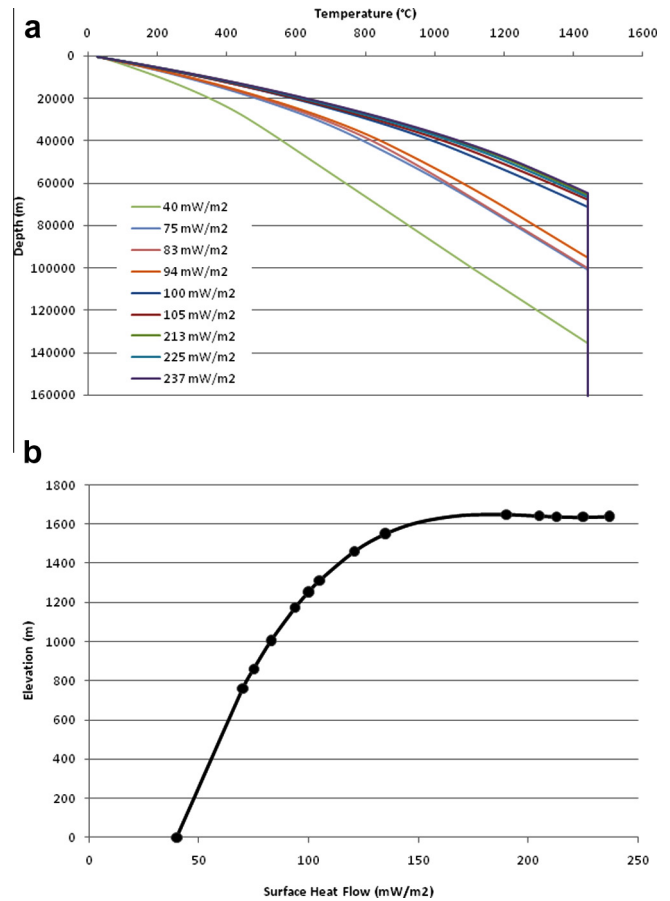 a
Temperature (°C)
0 200 400 600 800 1000 1200 1400 1600
Depth (m)
0
20000
40000
60000
80000
100000
120000
140000
160000
40 mW/m2
75 mW/m2
83 mW/m2
94 mW/m2
100 mW/m2
105 mW/m2
213 mW/m2
225 mW/m2
237 mW/m2
b
Elevation (m)
1800
1600
1400
1200
1000
800
600
400
200
0
0 50 100 150 200 250
Surface Heat Flow (mW/m2)